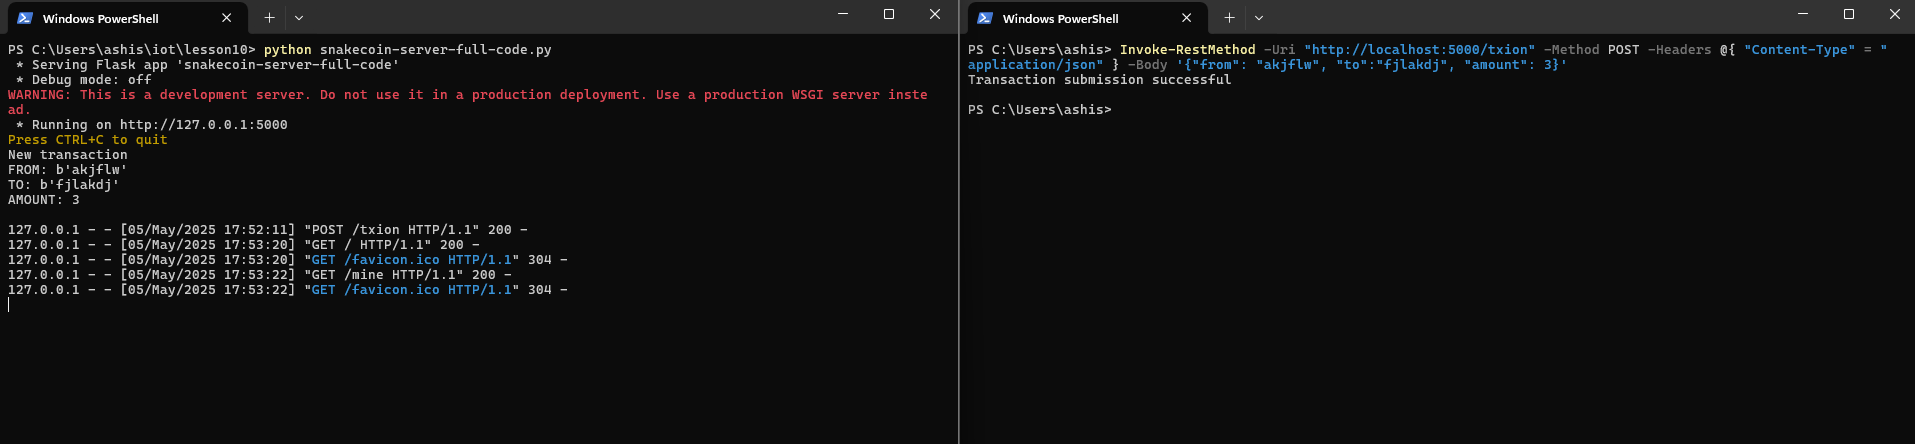 Windows PowerShell
PS C:\Users\ashis\iot\lesson10> python snakecoin-server-full-code.py
 * Serving Flask app 'snakecoin-server-full-code'
 * Debug mode: off
WARNING: This is a development server. Do not use it in a production deployment. Use a production WSGI server inste
ad.
 * Running on http://127.0.0.1:5000
Press CTRL+C to quit
New transaction
FROM: b'akjflw'
TO: b'fjlakdj'
AMOUNT: 3
127.0.0.1 - - [05/May/2025 17:52:11] "POST /txion HTTP/1.1" 200 -
127.0.0.1 - - [05/May/2025 17:53:20] "GET / HTTP/1.1" 200 -
127.0.0.1 - - [05/May/2025 17:53:20] "GET /favicon.ico HTTP/1.1" 304 -
127.0.0.1 - - [05/May/2025 17:53:22] "GET /mine HTTP/1.1" 200 -
127.0.0.1 - - [05/May/2025 17:53:22] "GET /favicon.ico HTTP/1.1" 304 -
Windows PowerShell
PS C:\Users\ashis> Invoke-RestMethod -Uri "http://localhost:5000/txion" -Method POST -Headers @{ "Content-Type" = "
application/json" } -Body '{"from": "akjflw", "to":"fjlakdj", "amount": 3}'
Transaction submission successful
PS C:\Users\ashis>